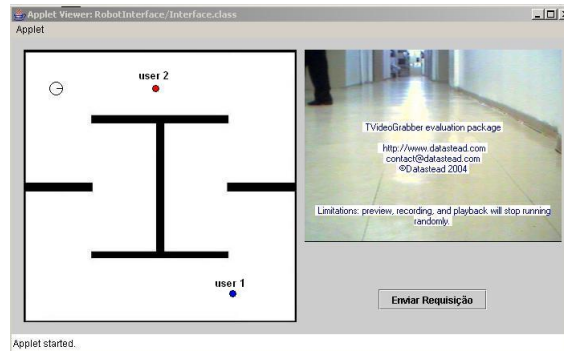 Applet Viewer: RobotInterface/Interface.class
Applet
user 2
user 1
TVideoGrabber evaluation package
http://www.datastead.com
contact@datastead.com
©Datastead 2004
Limitations: preview, recording, and playback will stop running
randomly.
Enviar Requisição
Applet started.